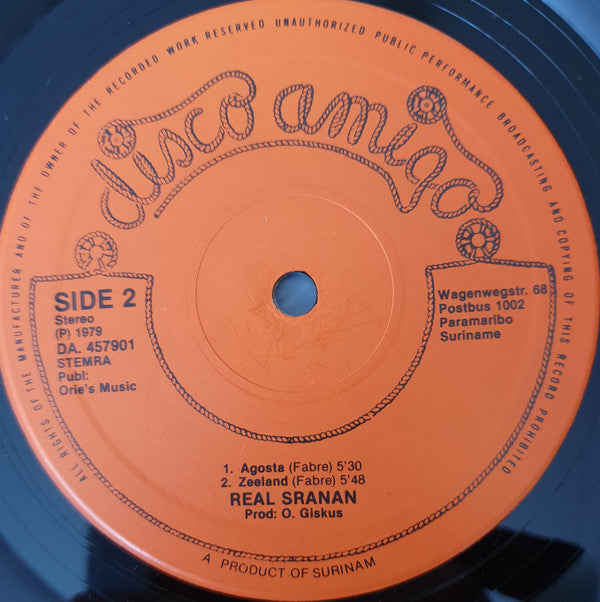 ALL RIGHTS OF THE MANUFACTURER AND OF THE OWNER OF THE RECORDED WORK RESERVED UNAUTHORIZED PUBLIC PERFORMANCE BROADCASTING AND COPYING OF THIS RECORD PROHIBITED
disco amigo
SIDE 2
Stereo
(P) 1979
DA. 457901
STEMRA
Publ:
Orie's Music
Wagenwegstr. 68
Postbus 1002
Paramaribo
Suriname
1. Agosta (Fabre) 5'30
2. Zeeland (Fabre) 5'48
REAL SRANAN
Prod: O. Giskus
A PRODUCT OF SURINAM